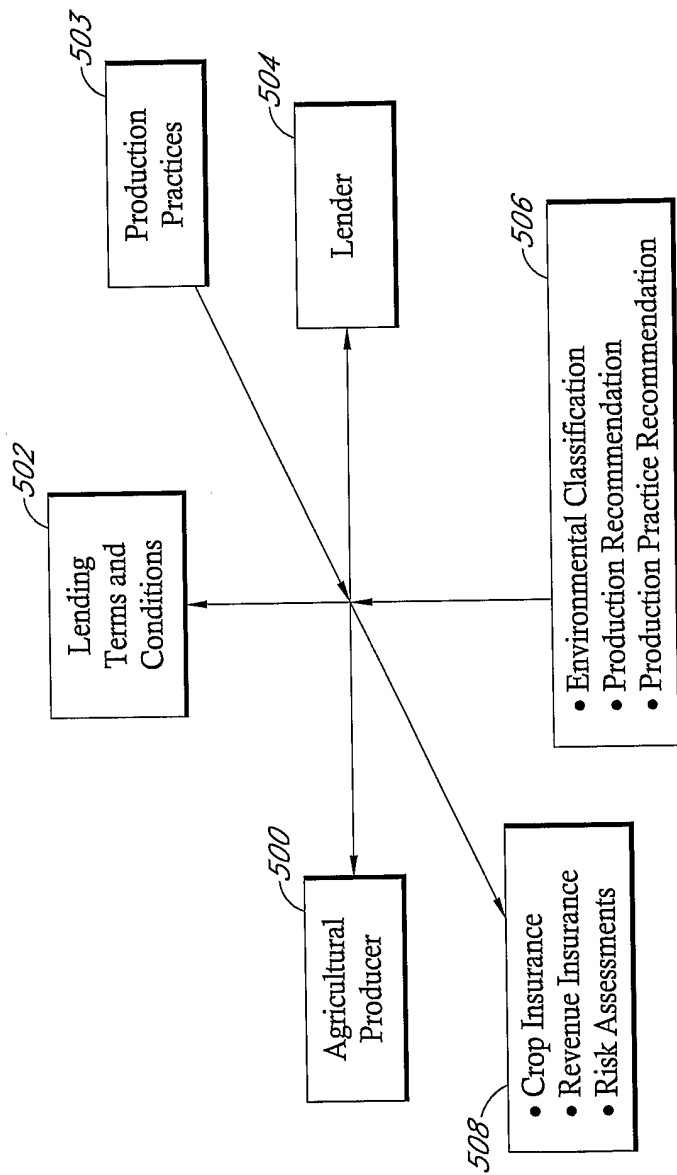 502
Lending
Terms and
Conditions
503
Production
Practices
500
Agricultural
Producer
504
Lender
508
• Crop Insurance
• Revenue Insurance
• Risk Assessments
506
• Environmental Classification
• Production Recommendation
• Production Practice Recommendation